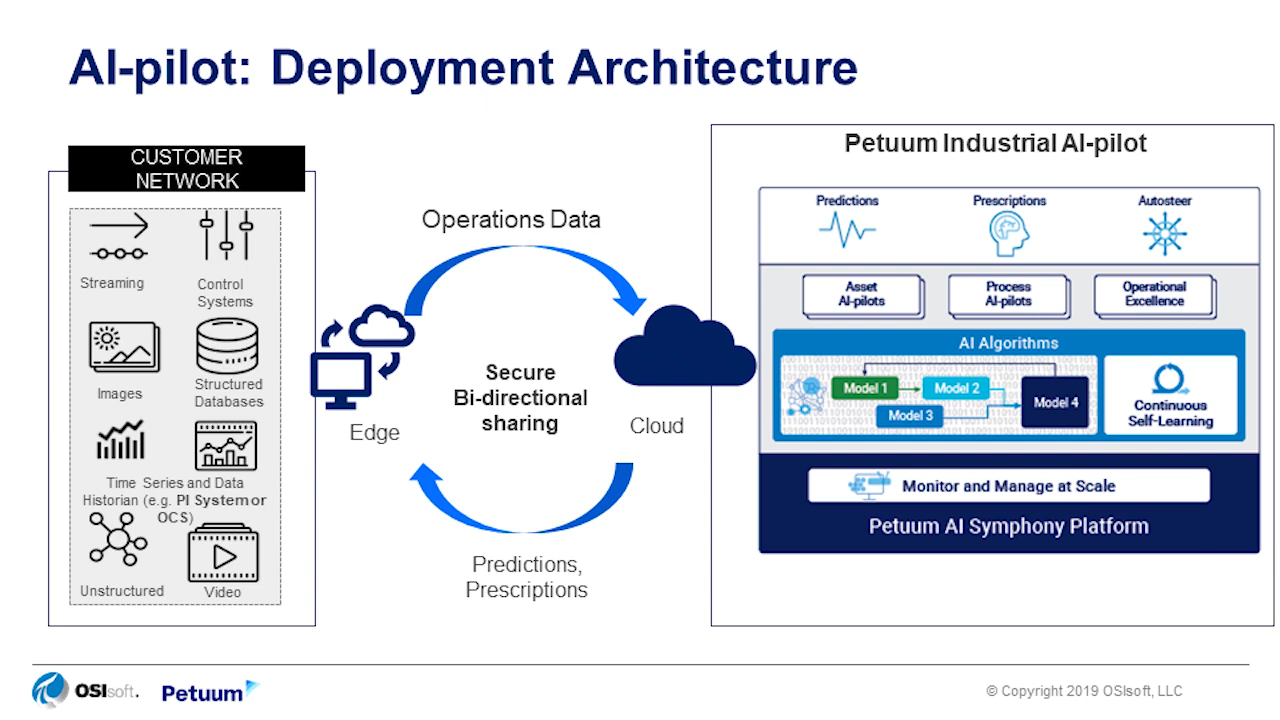 AI-pilot: Deployment Architecture
CUSTOMER
NETWORK
Streaming
Control
Systems
Images
Structured
Databases
Time Series and Data
Historian (e.g. PI System or
OCS)
Unstructured
Video
Operations Data
Edge
Secure
Bi-directional
sharing
Cloud
Predictions,
Prescriptions
Petuum Industrial AI-pilot
Predictions
Prescriptions
Autosteer
Asset
AI-pilots
Process
AI-pilots
Operational
Excellence
AI Algorithms
Model 1
Model 2
Model 3
Model 4
Continuous
Self-Learning
Monitor and Manage at Scale
Petuum AI Symphony Platform
OSIsoft.
Petuum
© Copyright 2019 OSIsoft, LLC